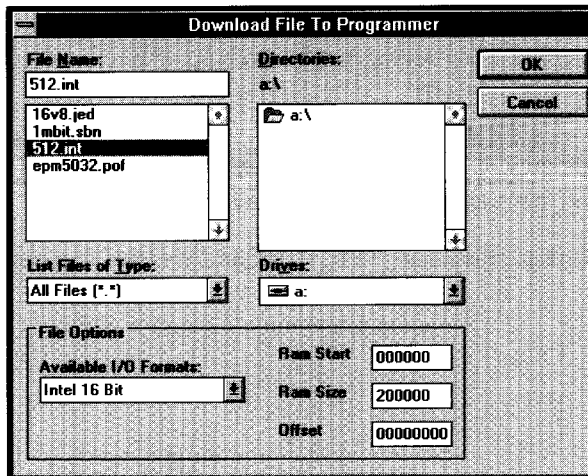 Download File To Programmer
File Name:
512.int
16v8.jed
1mbit.sbn
512.int
epm5032.pof
List Files of Type:
All Files (*.*)
Directories:
a:\
a:\
Drives:
a:
OK
Cancel
File Options
Available I/O Formats:
Intel 16 Bit
Ram Start 000000
Ram Size 200000
Offset 00000000